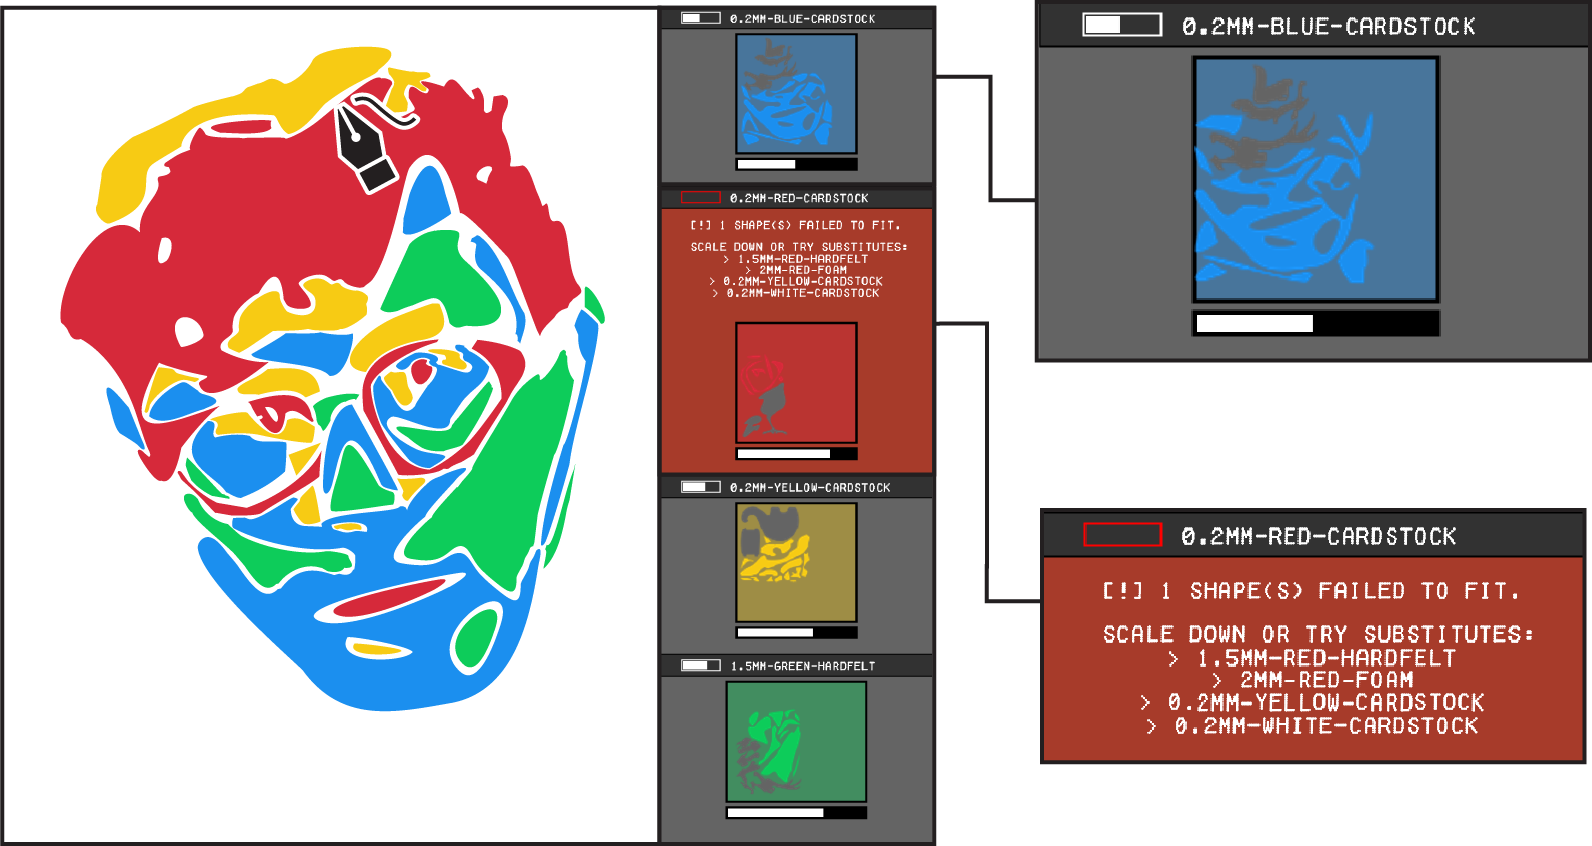 0.2MM-BLUE-CARDSTOCK
0.2MM-RED-CARDSTOCK
[!] 1 SHAPE(S) FAILED TO FIT.
SCALE DOWN OR TRY SUBSTITUTES:
> 1.5MM-RED-HARDFELT
> 2MM-RED-FOAM
> 0.2MM-YELLOW-CARDSTOCK
> 0.2MM-WHITE-CARDSTOCK
0.2MM-YELLOW-CARDSTOCK
1.5MM-GREEN-HARDFELT
0.2MM-BLUE-CARDSTOCK
0.2MM-RED-CARDSTOCK
[!] 1 SHAPE(S) FAILED TO FIT.
SCALE DOWN OR TRY SUBSTITUTES:
> 1.5MM-RED-HARDFELT
> 2MM-RED-FOAM
> 0.2MM-YELLOW-CARDSTOCK
> 0.2MM-WHITE-CARDSTOCK